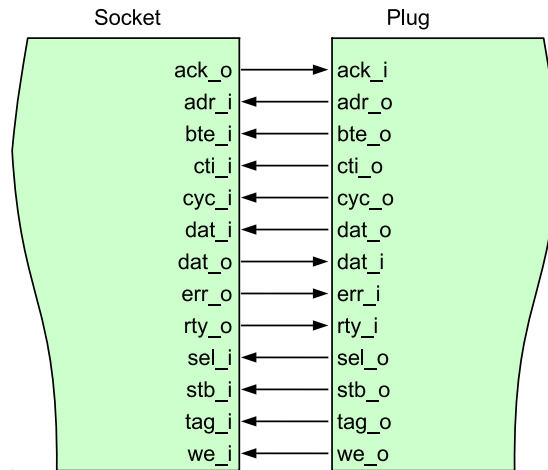 Socket Plug
ack_o ack_i
adr_i adr_o
bte_i bte_o
cti_i cti_o
cyc_i cyc_o
dat_i dat_o
dat_o dat_i
err_o err_i
rty_o rty_i
sel_i sel_o
stb_i stb_o
tag_i tag_o
we_i we_o